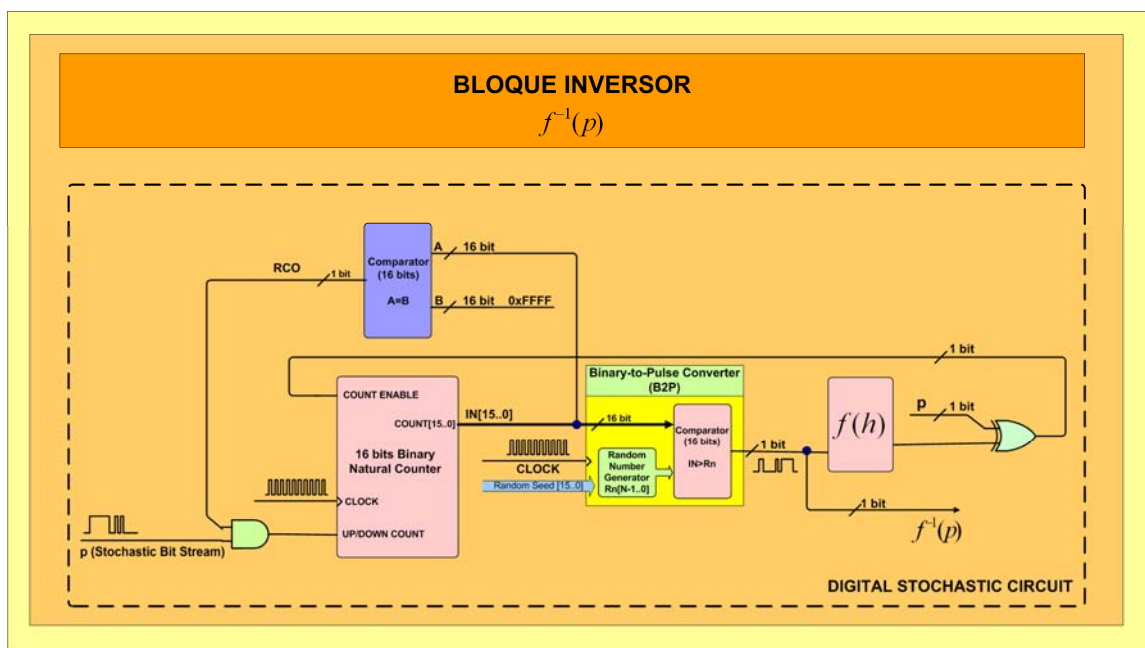 BLOQUE INVERSOR
f⁻¹(p)
RCO
1 bit
Comparator
(16 bits)
A=B
A
16 bit
B
16 bit 0xFFFF
1 bit
COUNT ENABLE
COUNT[15..0]
16 bits Binary
Natural Counter
CLOCK
UP/DOWN COUNT
p (Stochastic Bit Stream)
IN[15..0]
CLOCK
Random Seed [15..0]
Binary-to-Pulse Converter
(B2P)
16 bit
Random
Number
Generator
Rn[N-1..0]
Comparator
(16 bits)
IN>Rn
1 bit
f(h)
p
1 bit
1 bit
f⁻¹(p)
DIGITAL STOCHASTIC CIRCUIT